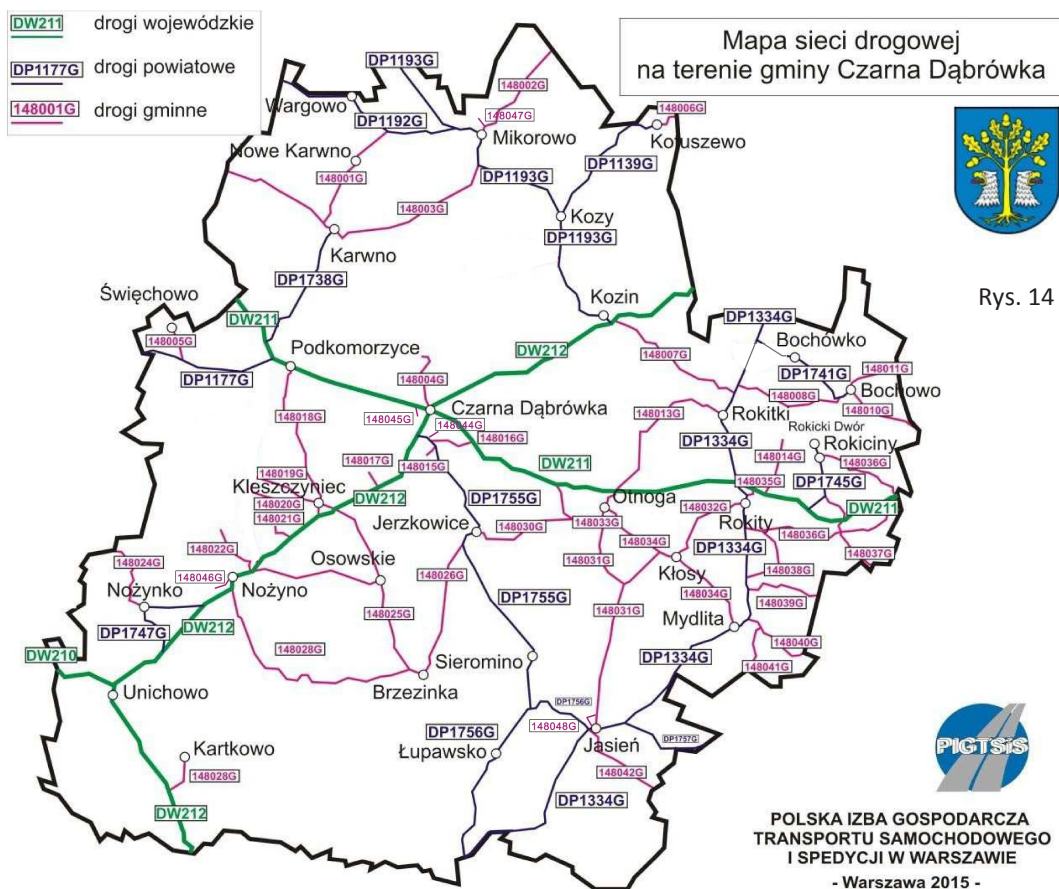 DW211 drogi wojewódzkie
DP1177G drogi powiatowe
148001G drogi gminne
Mapa sieci drogowej
na terenie gminy Czarna Dąbrówka
Rys. 14
DP1193G
148002G
Wargowo
DP1192G
148047G
148006G
Mikorowo
Kotuszewo
Nowe Karwno
DP1193G
DP1139G
148001G
148003G
Kozy
DP1193G
Karwno
DP1738G
Święchowo
Kozin
DW211
DP1334G
148005G
DW212
Bochówko
Podkomorzyce
148007G
DP1177G
DP1741G
148011G
148004G
148008G
Bochowo
148018G
Czarna Dąbrówka
148013G
148010G
148045G
148044G
Rokitki
148016G
DP1334G
Rokicki Dwór
Rokiciny
148017G
148015G
148014G
148036G
148019G
DW211
148035G
DP1745G
Kleszczyniec
DW212
DP1755G
Otnoga
148020G
DW211
148021G
Jerzkowice
148030G
148033G
148032G
Rokity
148036G
148022G
148034G
DP1334G
148024G
Osowskie
148031G
148037G
148046G
148026G
Kłosy
148038G
Nożynko
Nożyno
148034G
DP1755G
148039G
DW212
148025G
148031G
Mydlita
DP1747G
148040G
148028G
DW210
Sieromino
DP1334G
148041G
Unichowo
Brzezinka
DP1756G
148048G
DP1756G
Jasień
DP1757G
Kartkowo
Łupawsko
148028G
148042G
DP1334G
DW212
PIGTSiS
POLSKA IZBA GOSPODARCZA
TRANSPORTU SAMOCHODOWEGO
I SPEDYCJI W WARSZAWIE
- Warszawa 2015 -